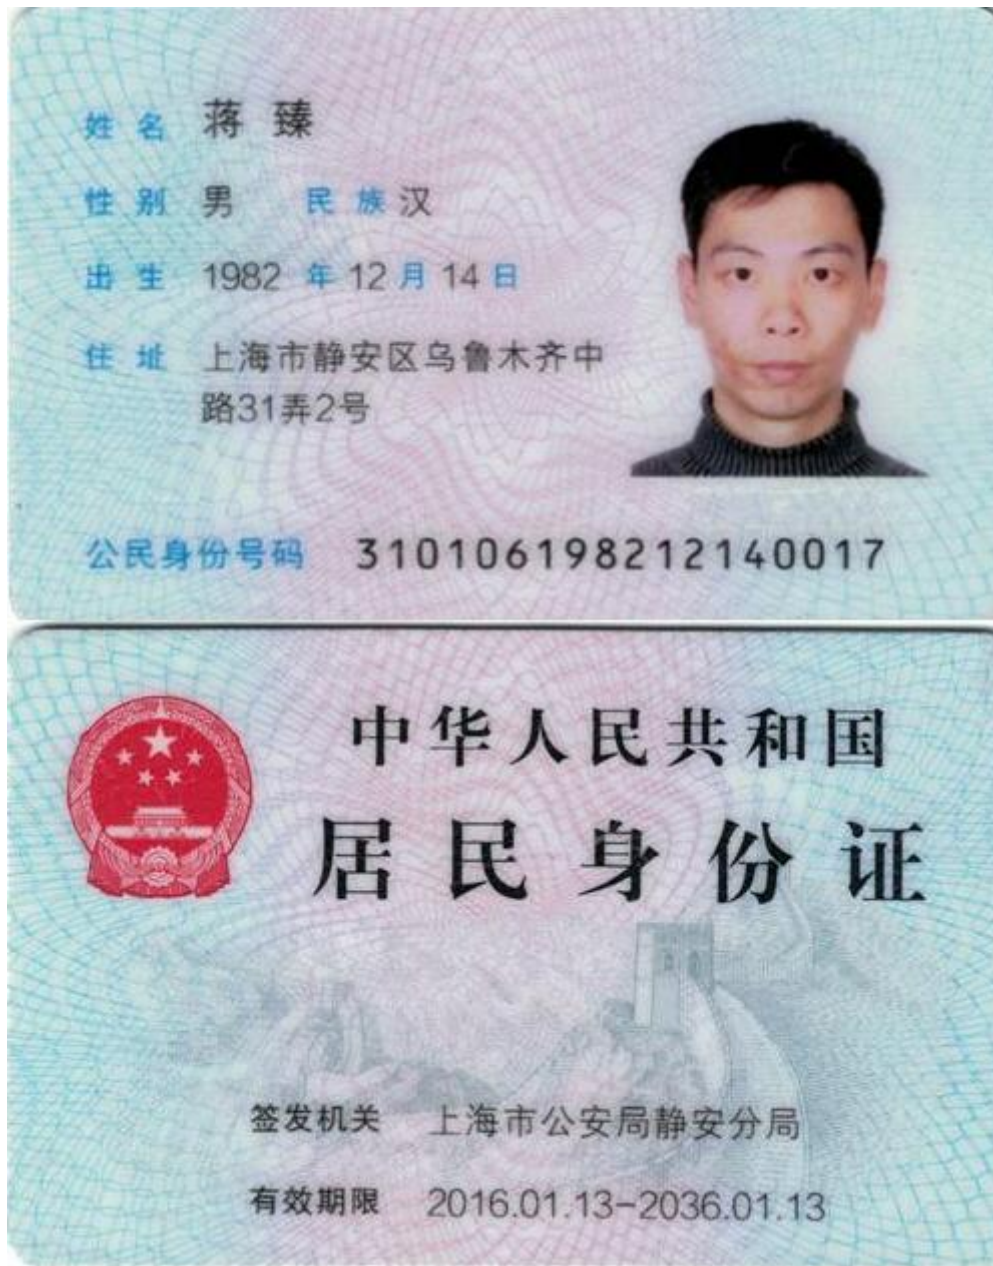 姓名 蒋臻
性别 男 民族 汉
出生 1982 年 12 月 14 日
住址 上海市静安区乌鲁木齐中
路31弄2号
公民身份号码 310106198212140017
中华人民共和国
居民身份证
签发机关 上海市公安局静安分局
有效期限 2016.01.13-2036.01.13